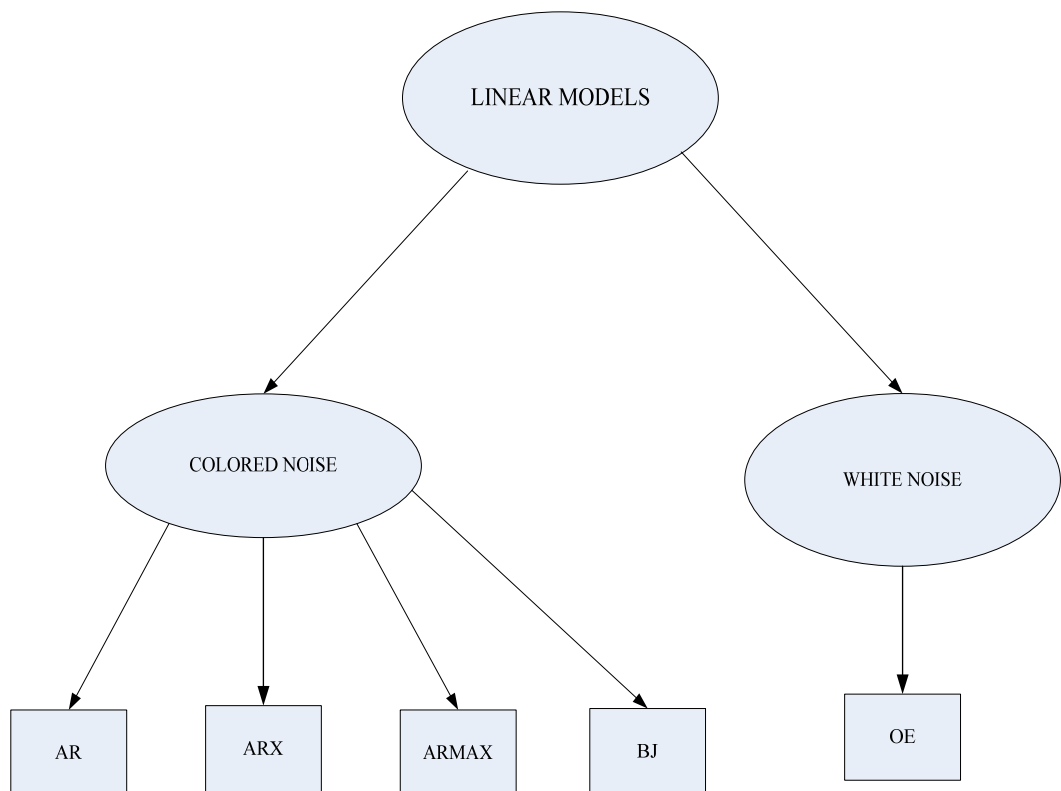 LINEAR MODELS
COLORED NOISE
WHITE NOISE
AR
ARX
ARMAX
BJ
OE